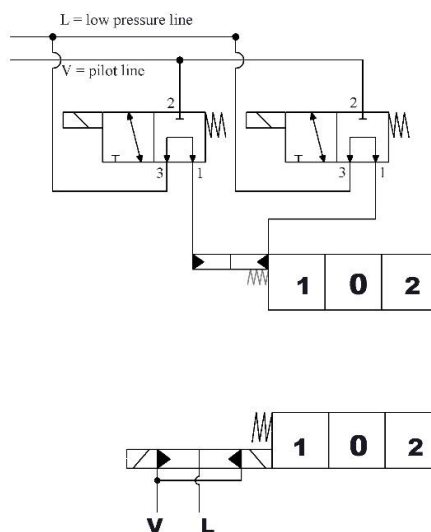 L = low pressure line
V = pilot line
2 2
3 1 3 1
1 0 2
1 0 2
V L